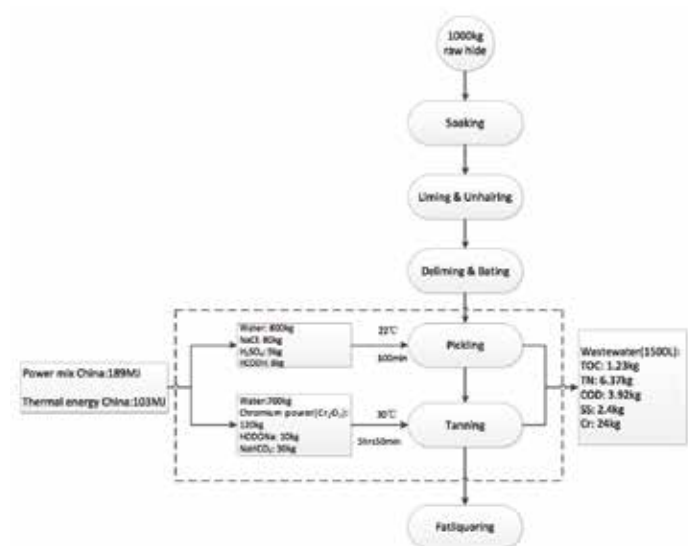 1000kg
raw hide
Soaking
Liming & Unhairing
Deliming & Bating
Power mix China:189MJ
Thermal energy China:103MJ
Water: 800kg
NaCl: 80kg
H₂SO₄: 9kg
HCOOH: 8kg
22℃
100min
Pickling
Water:700kg
Chromium power(Cr₂O₃):
120kg
HCOONa: 10kg
NaHCO₃: 30kg
30℃
5hrs50min
Tanning
Wastewater(1500L):
TOC: 1.23kg
TN: 6.37kg
COD: 3.92kg
SS: 2.4kg
Cr: 24kg
Fatliquoring